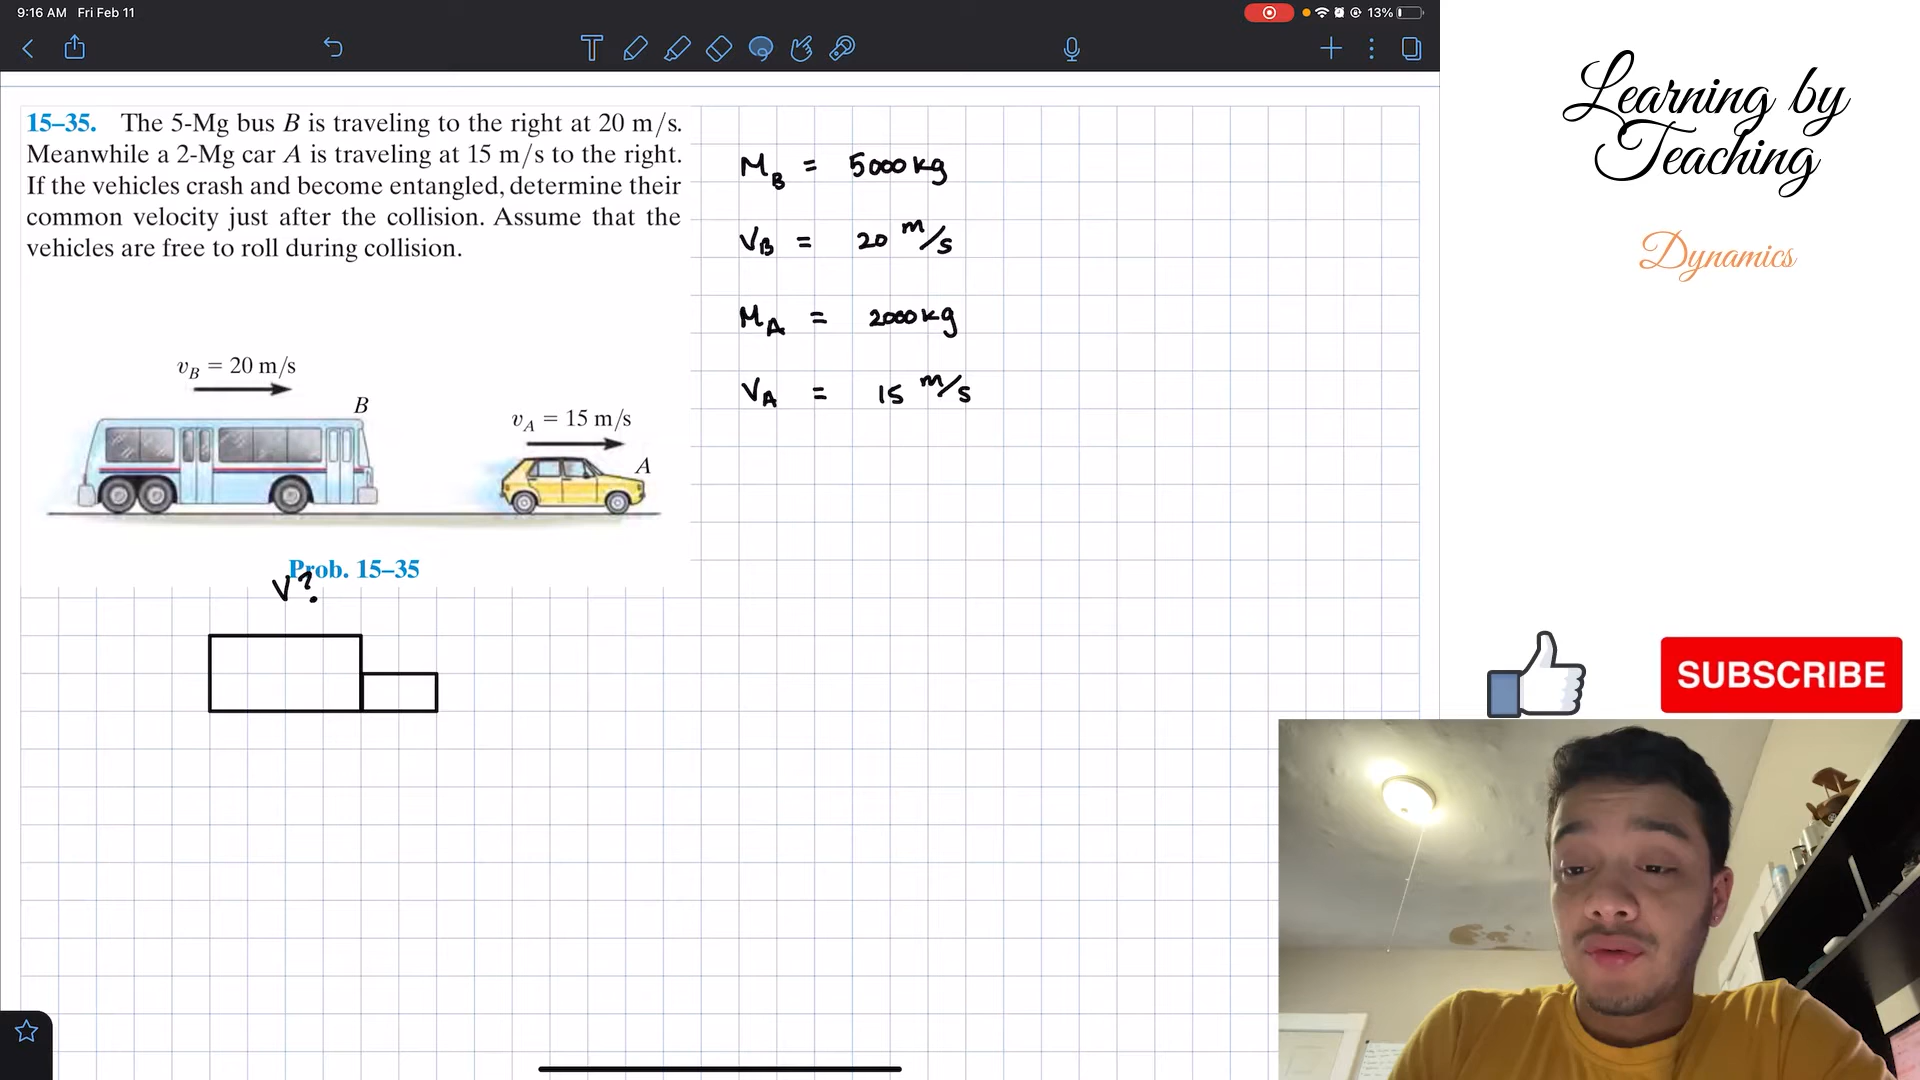 9:16 AM Fri Feb 11
13%
15–35. The 5-Mg bus B is traveling to the right at 20 m/s.
Meanwhile a 2-Mg car A is traveling at 15 m/s to the right.
If the vehicles crash and become entangled, determine their
common velocity just after the collision. Assume that the
vehicles are free to roll during collision.
v_B = 20 m/s
B
v_A = 15 m/s
A
Prob. 15–35
V?
M_B = 5000 kg
V_B = 20 m/s
M_A = 2000 kg
V_A = 15 m/s
Learning by
Teaching
Dynamics
SUBSCRIBE